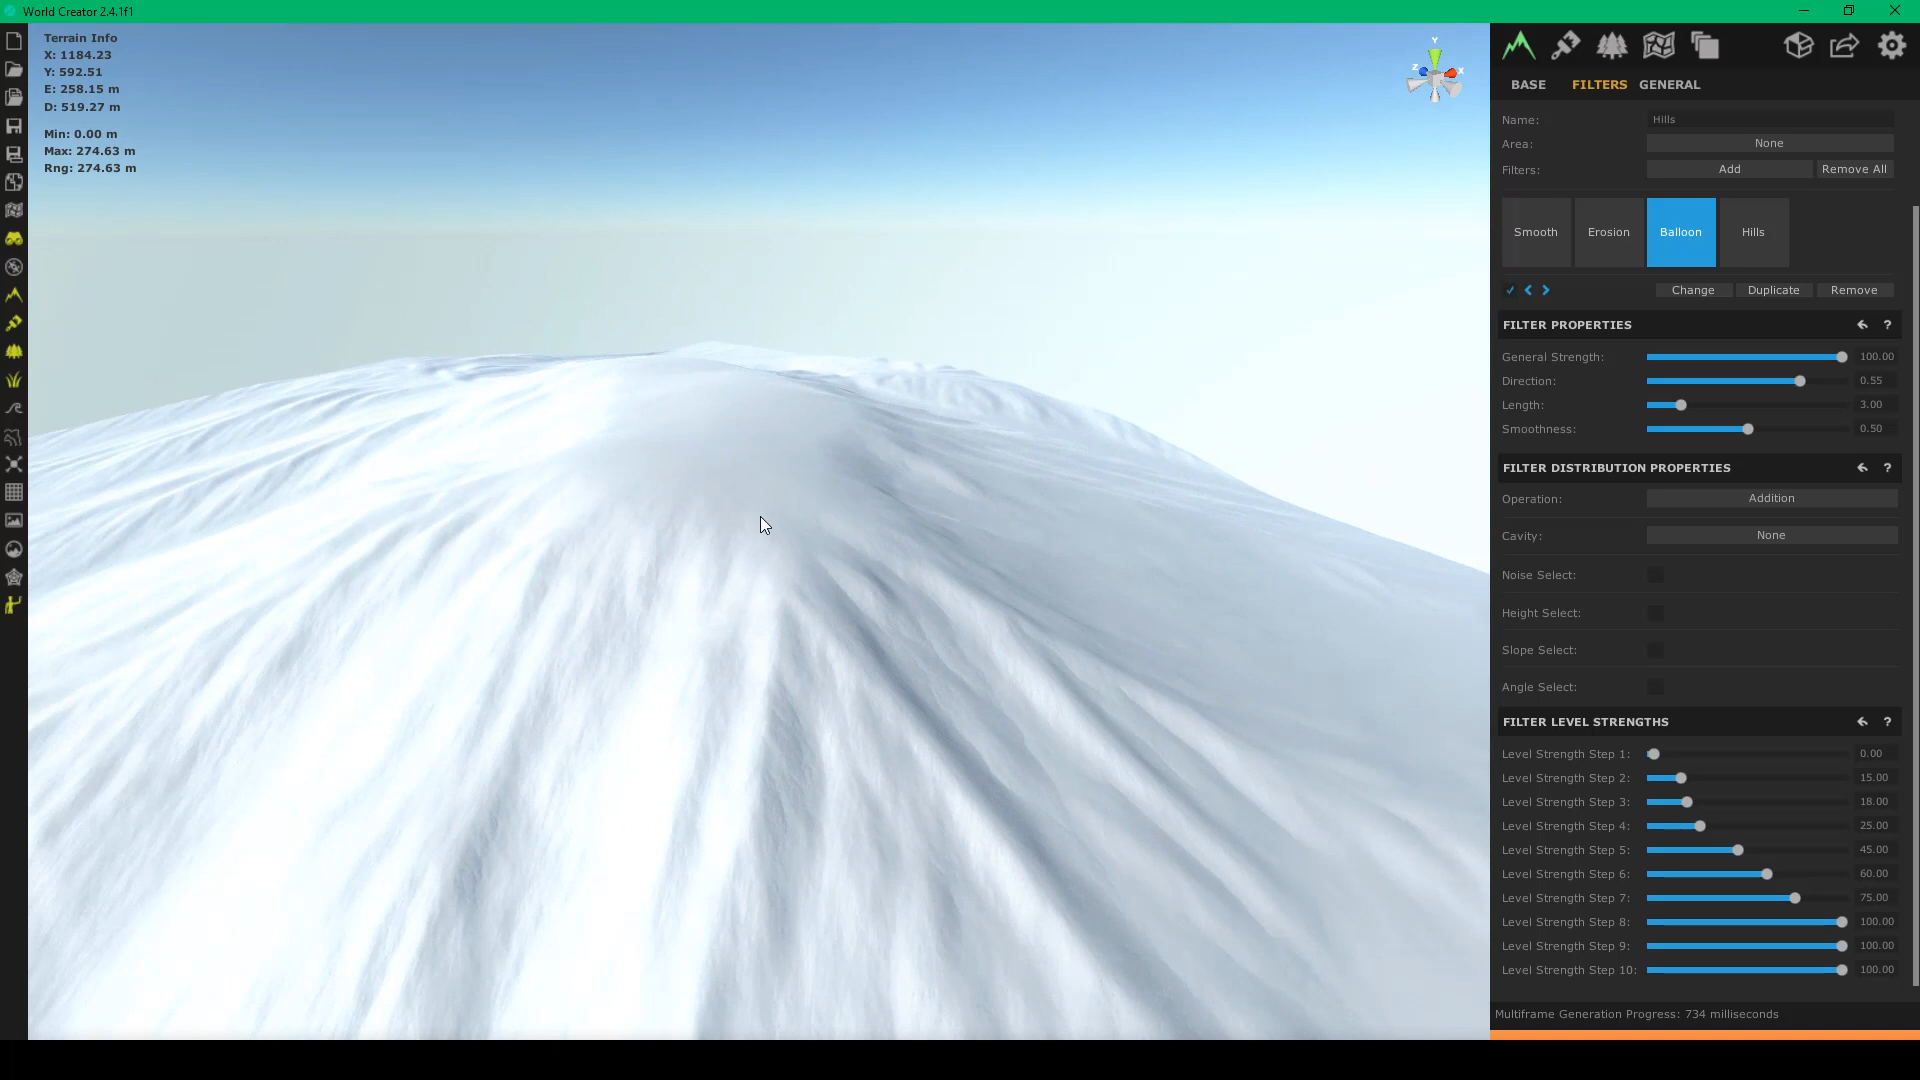 World Creator 2.4.1f1
Terrain Info
X: 1184.23
Y: 592.51
E: 258.15 m
D: 519.27 m
Min: 0.00 m
Max: 274.63 m
Rng: 274.63 m
Y
Z
X
BASE FILTERS GENERAL
Name: Hills
Area: None
Filters: Add Remove All
Smooth Erosion Balloon Hills
Change Duplicate Remove
FILTER PROPERTIES ?
General Strength: 100.00
Direction: 0.55
Length: 3.00
Smoothness: 0.50
FILTER DISTRIBUTION PROPERTIES ?
Operation: Addition
Cavity: None
Noise Select:
Height Select:
Slope Select:
Angle Select:
FILTER LEVEL STRENGTHS ?
Level Strength Step 1: 0.00
Level Strength Step 2: 15.00
Level Strength Step 3: 18.00
Level Strength Step 4: 25.00
Level Strength Step 5: 45.00
Level Strength Step 6: 60.00
Level Strength Step 7: 75.00
Level Strength Step 8: 100.00
Level Strength Step 9: 100.00
Level Strength Step 10: 100.00
Multiframe Generation Progress: 734 milliseconds